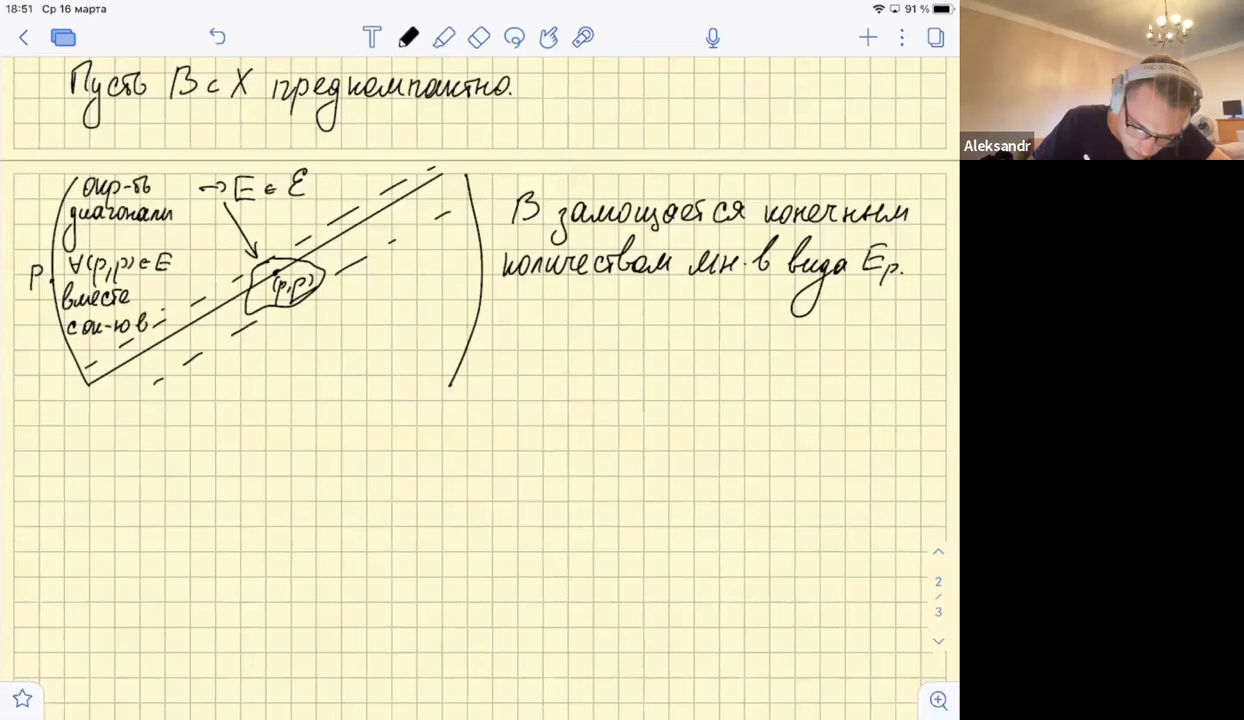 18:51 Ср 16 марта
91 %
Aleksandr
Пусть B ⊂ X предкомпактно.
окр-ть → E ∈ ℰ
диагонали
P. ∀(p,p) ∈ E
вместе
с ок-ю в
(p,p)
B замощается конечным
количеством мн. в вида E_p.
2
/
3